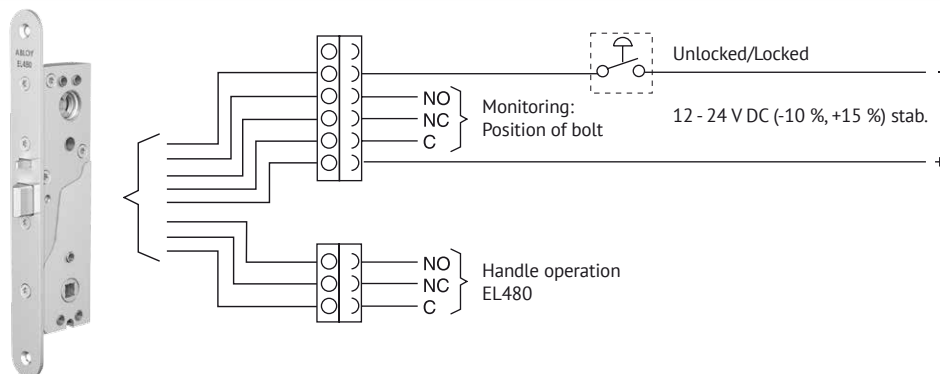 ABLOY
EL480
Unlocked/Locked
-
NO
NC
C
Monitoring:
Position of bolt
12 - 24 V DC (-10 %, +15 %) stab.
+
NO
NC
C
Handle operation
EL480